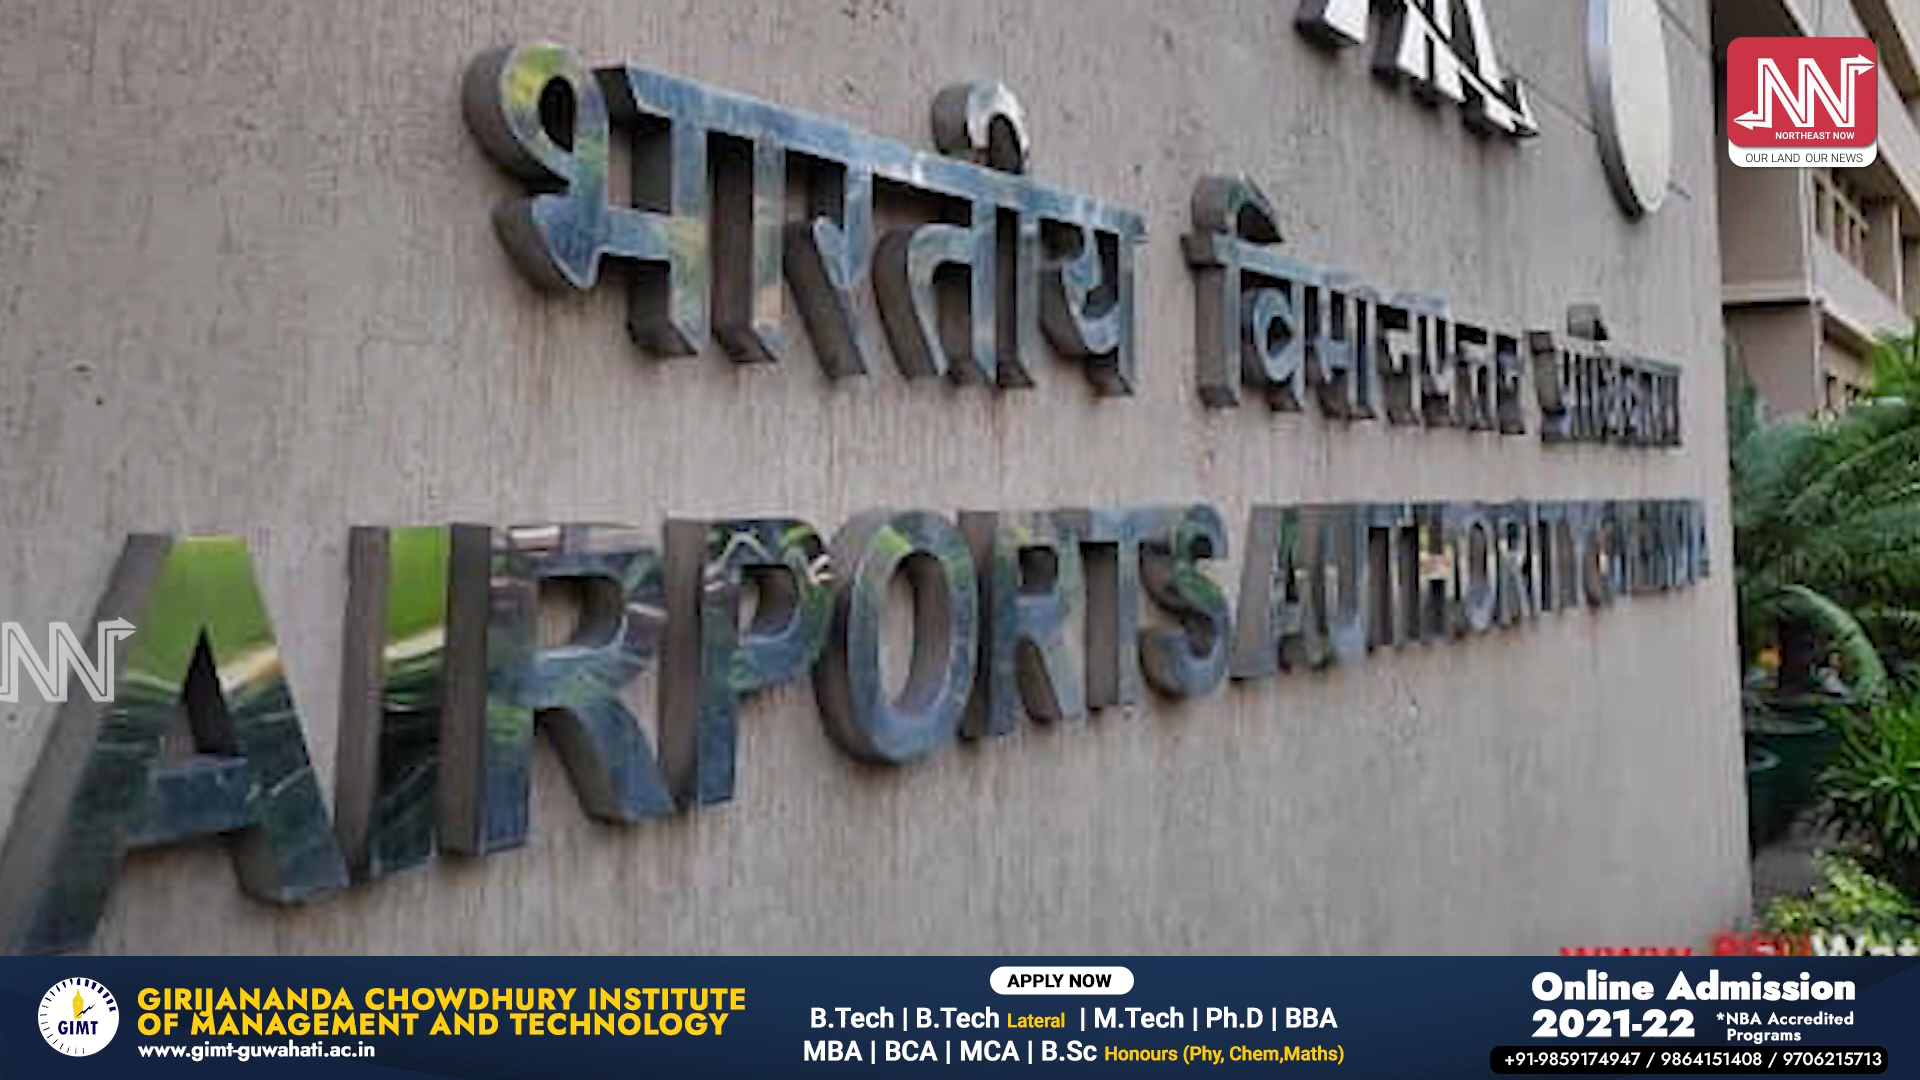 भारतीय विमानपत्तन प्राधिकरण
AIRPORTS AUTHORITY OF INDIA
NN
NORTHEAST NOW
OUR LAND OUR NEWS
NN
GIMT
GIRIJANANDA CHOWDHURY INSTITUTE
OF MANAGEMENT AND TECHNOLOGY
www.gimt-guwahati.ac.in
APPLY NOW
B.Tech | B.Tech Lateral | M.Tech | Ph.D | BBA
MBA | BCA | MCA | B.Sc Honours (Phy, Chem,Maths)
Online Admission
2021-22 *NBA Accredited
Programs
+91-9859174947 / 9864151408 / 9706215713